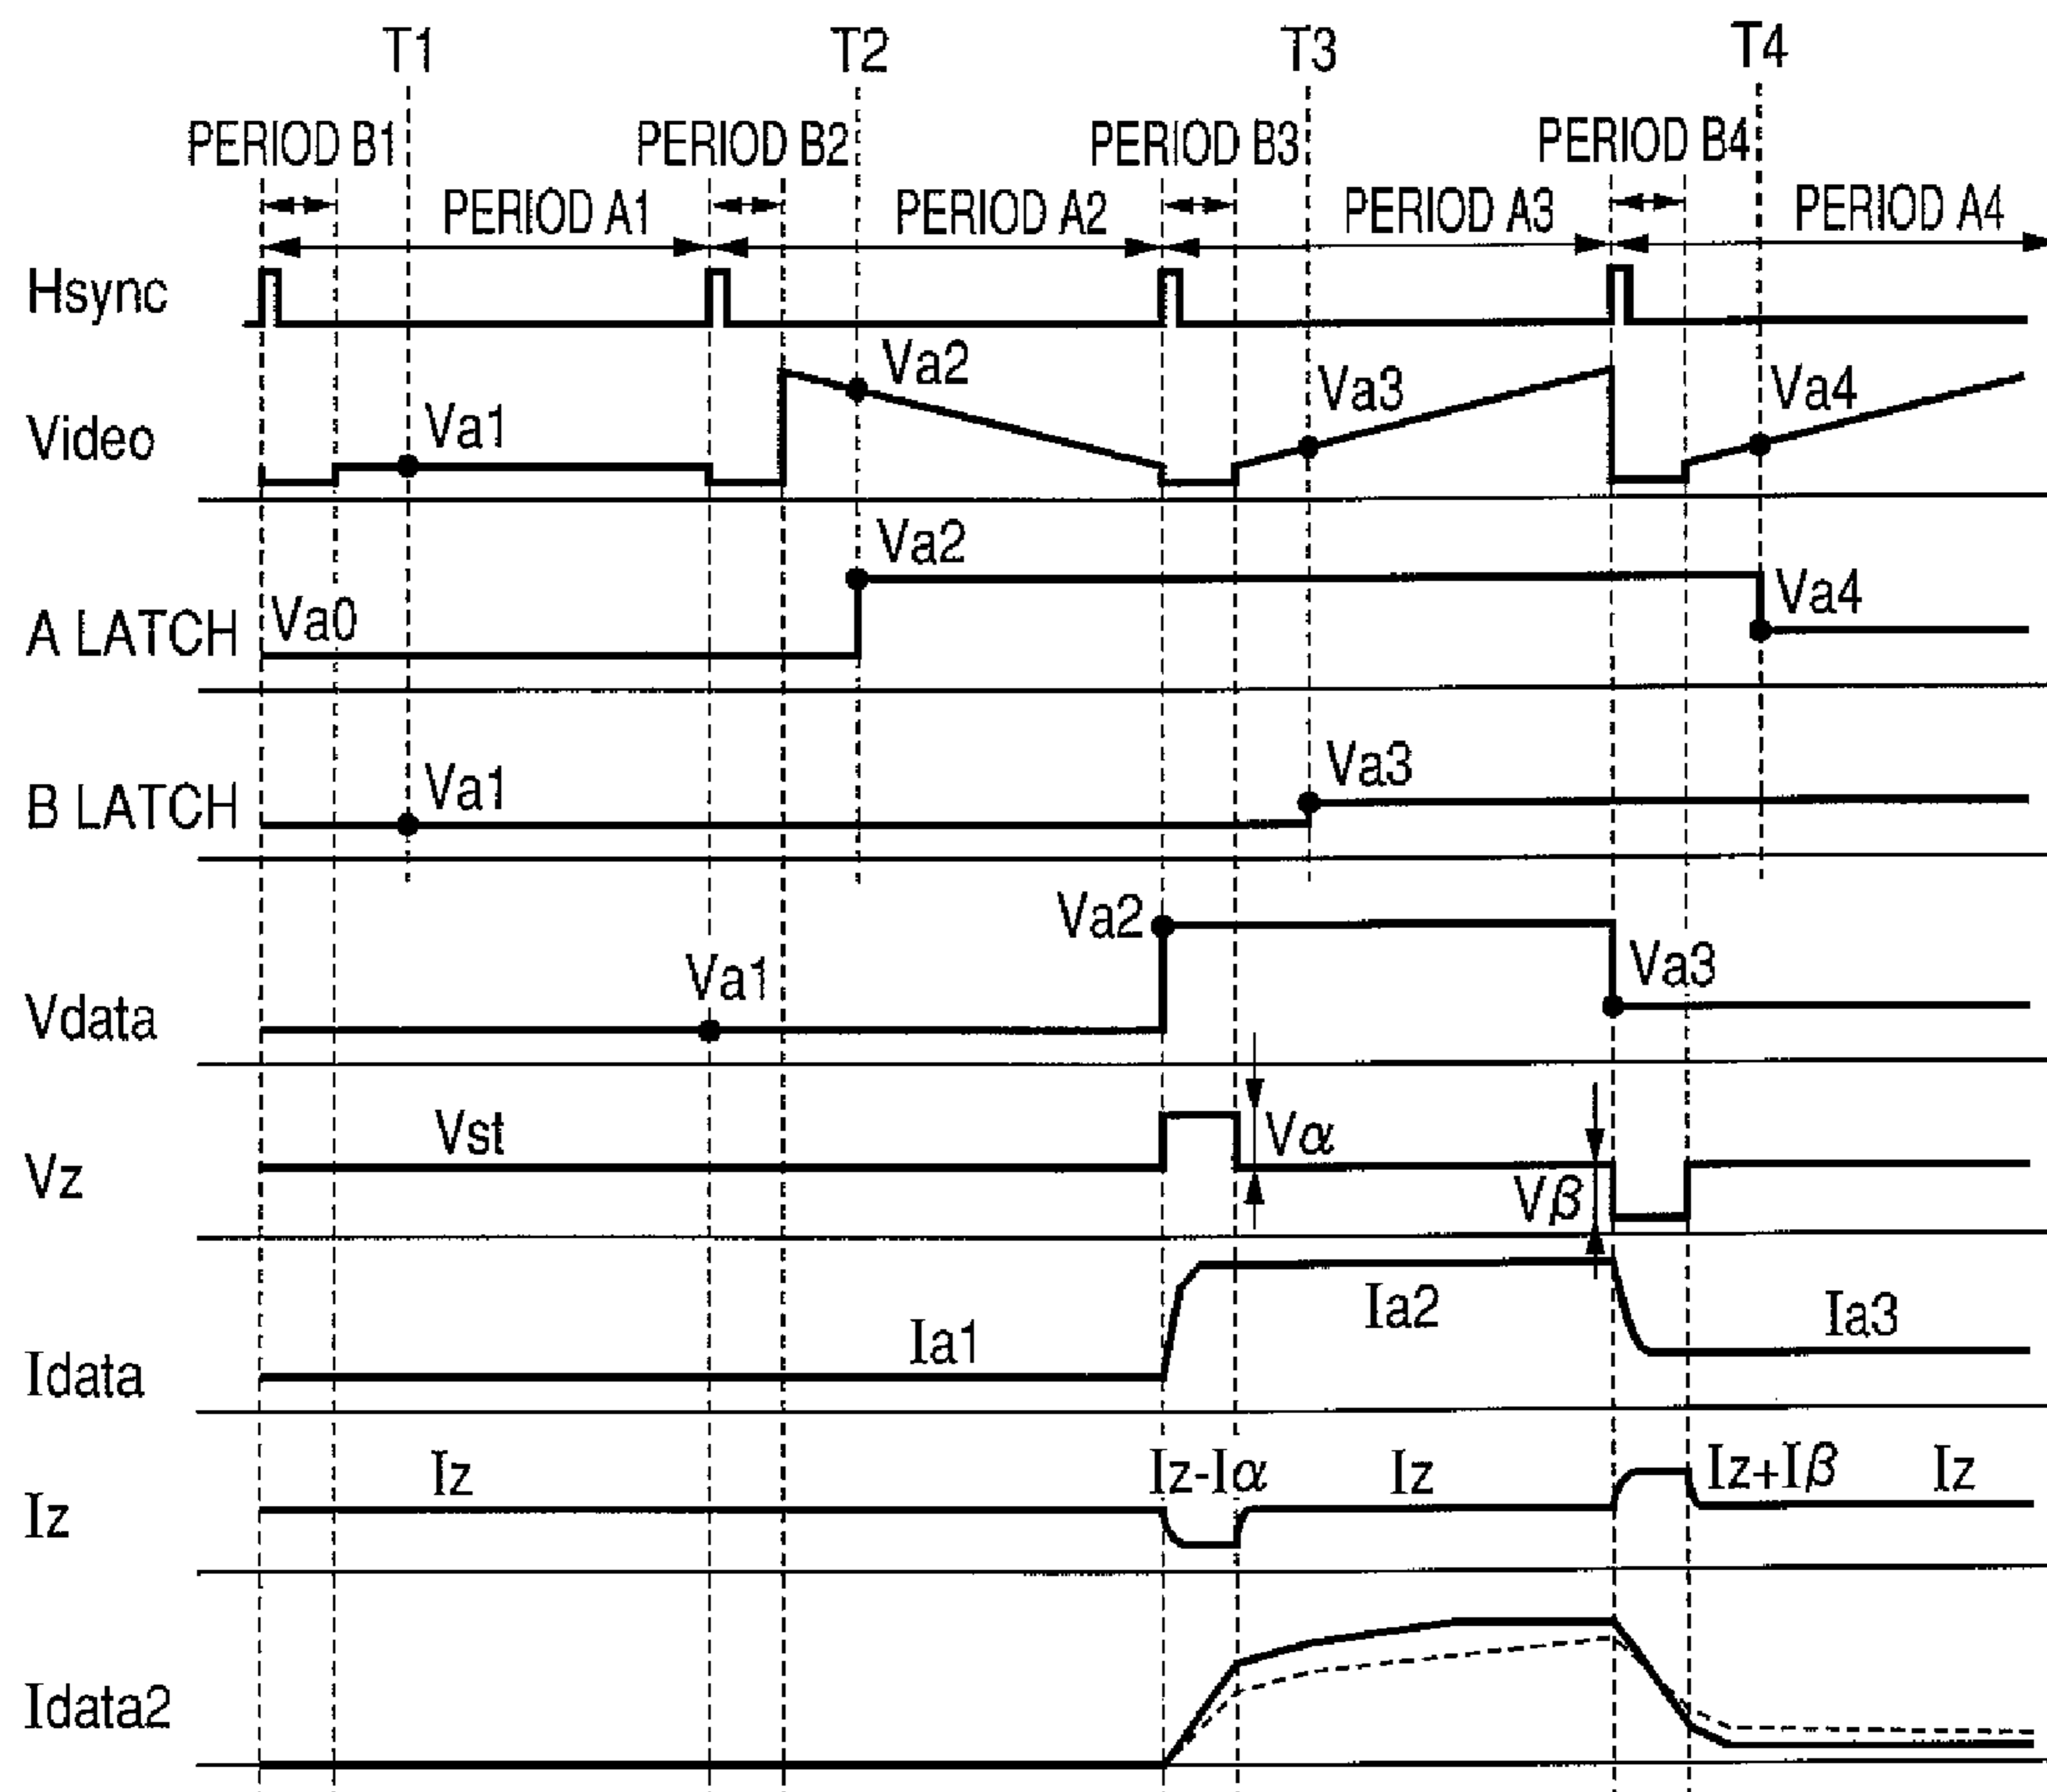 T1 T2 T3 T4
PERIOD B1 PERIOD B2 PERIOD B3 PERIOD B4
PERIOD A1 PERIOD A2 PERIOD A3 PERIOD A4
Hsync
Video Va1 Va2 Va3 Va4
A LATCH Va0 Va2 Va4
B LATCH Va1 Va3
Vdata Va1 Va2 Va3
Vz Vst Vα Vβ
Idata Ia1 Ia2 Ia3
Iz Iz Iz-Iα Iz Iz+Iβ Iz
Idata2